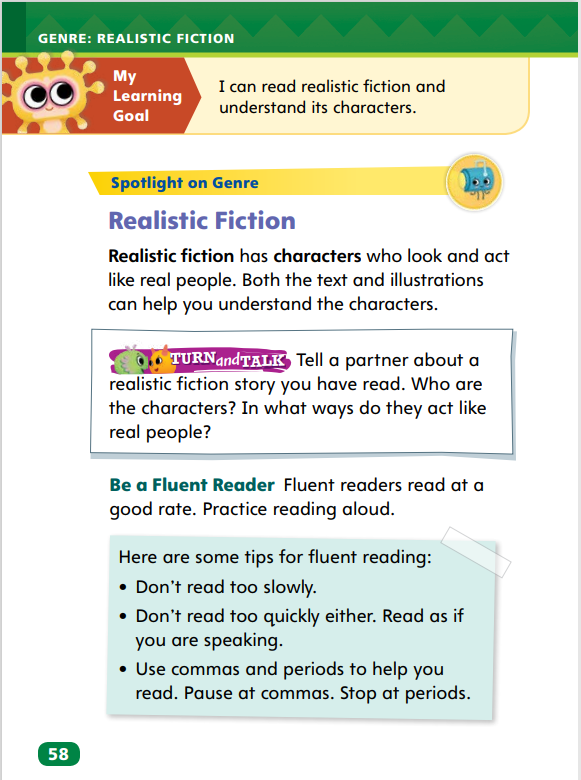 GENRE: REALISTIC FICTION
My
Learning
Goal
I can read realistic fiction and
understand its characters.
Spotlight on Genre
Realistic Fiction
Realistic fiction has characters who look and act
like real people. Both the text and illustrations
can help you understand the characters.
TURN and TALK Tell a partner about a
realistic fiction story you have read. Who are
the characters? In what ways do they act like
real people?
Be a Fluent Reader Fluent readers read at a
good rate. Practice reading aloud.
Here are some tips for fluent reading:
• Don’t read too slowly.
• Don’t read too quickly either. Read as if
you are speaking.
• Use commas and periods to help you
read. Pause at commas. Stop at periods.
58